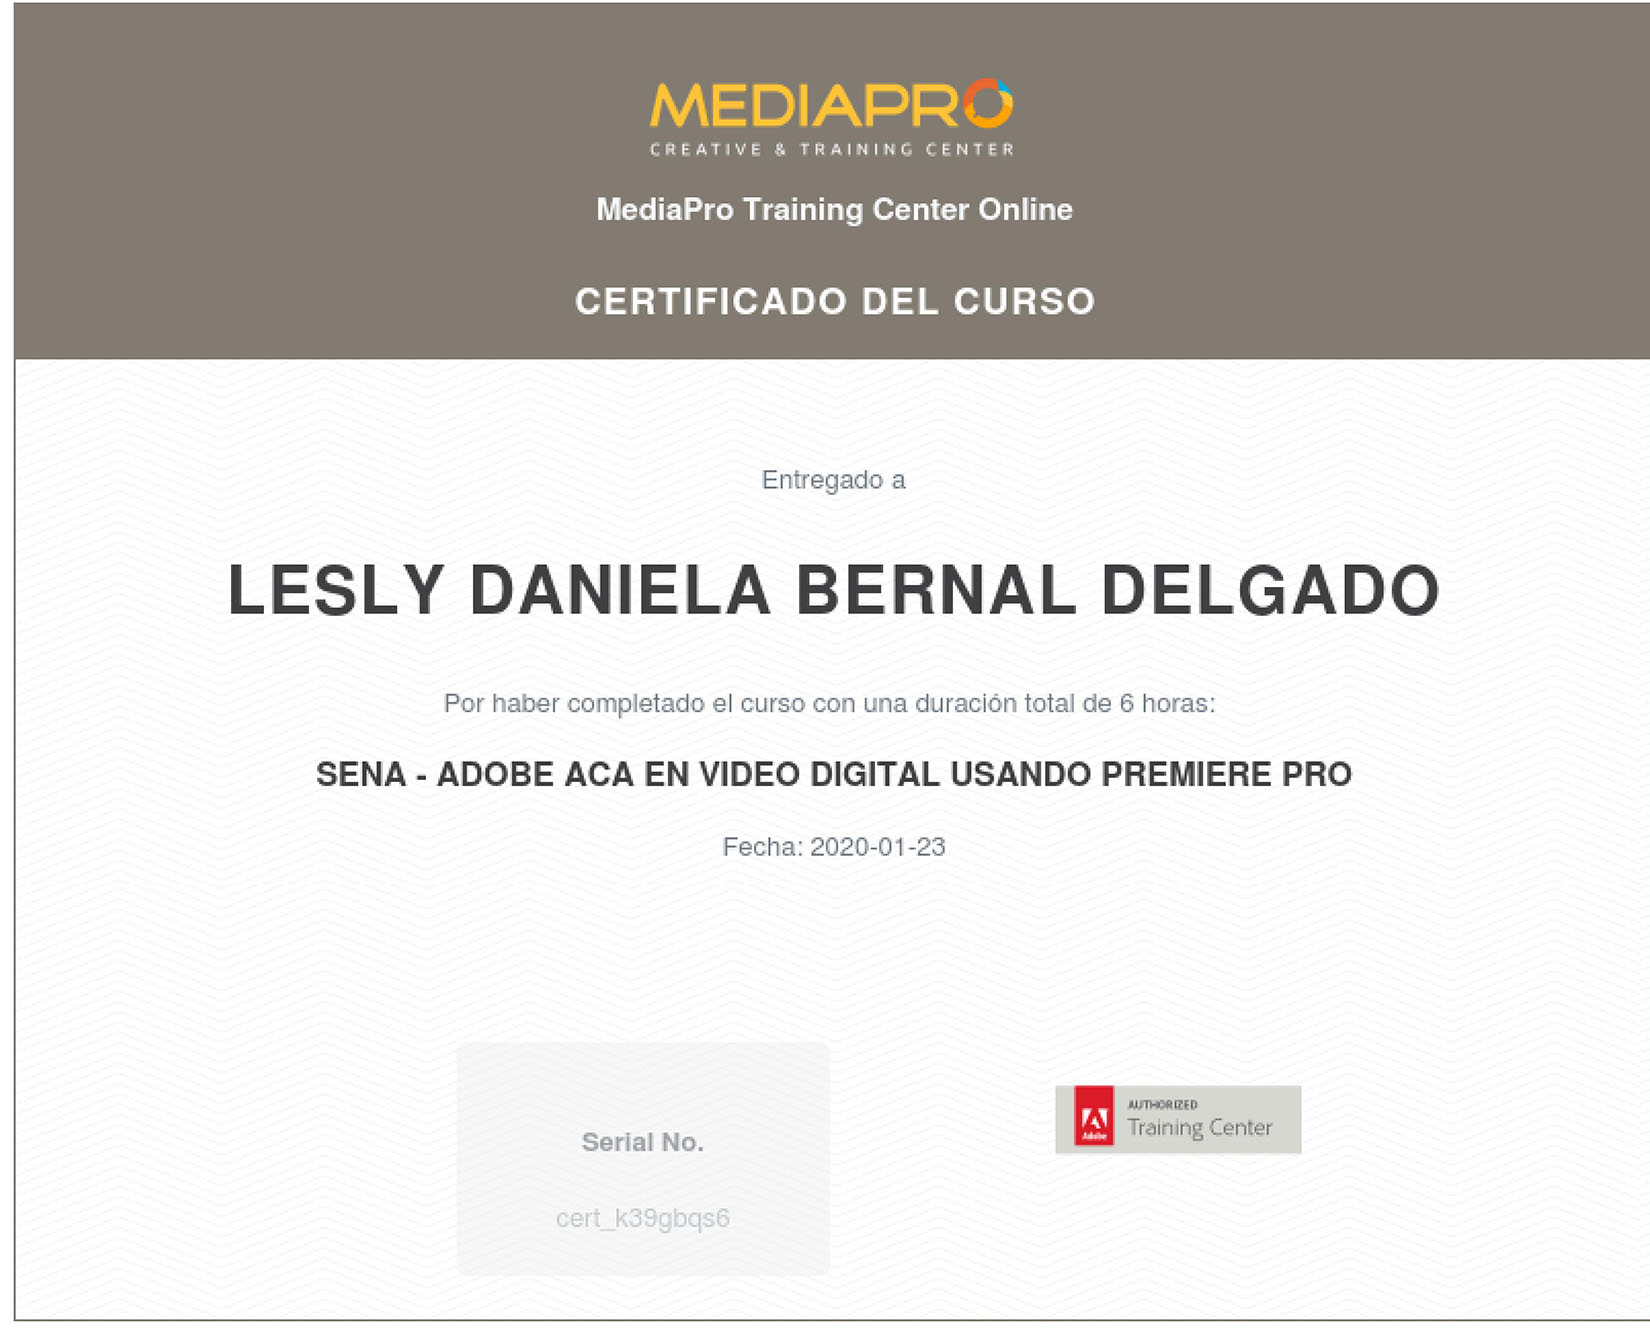 MEDIAPRO
CREATIVE & TRAINING CENTER
MediaPro Training Center Online
CERTIFICADO DEL CURSO
Entregado a
LESLY DANIELA BERNAL DELGADO
Por haber completado el curso con una duración total de 6 horas:
SENA - ADOBE ACA EN VIDEO DIGITAL USANDO PREMIERE PRO
Fecha: 2020-01-23
Serial No.
cert_k39gbqs6
AUTHORIZED
Training Center
Adobe